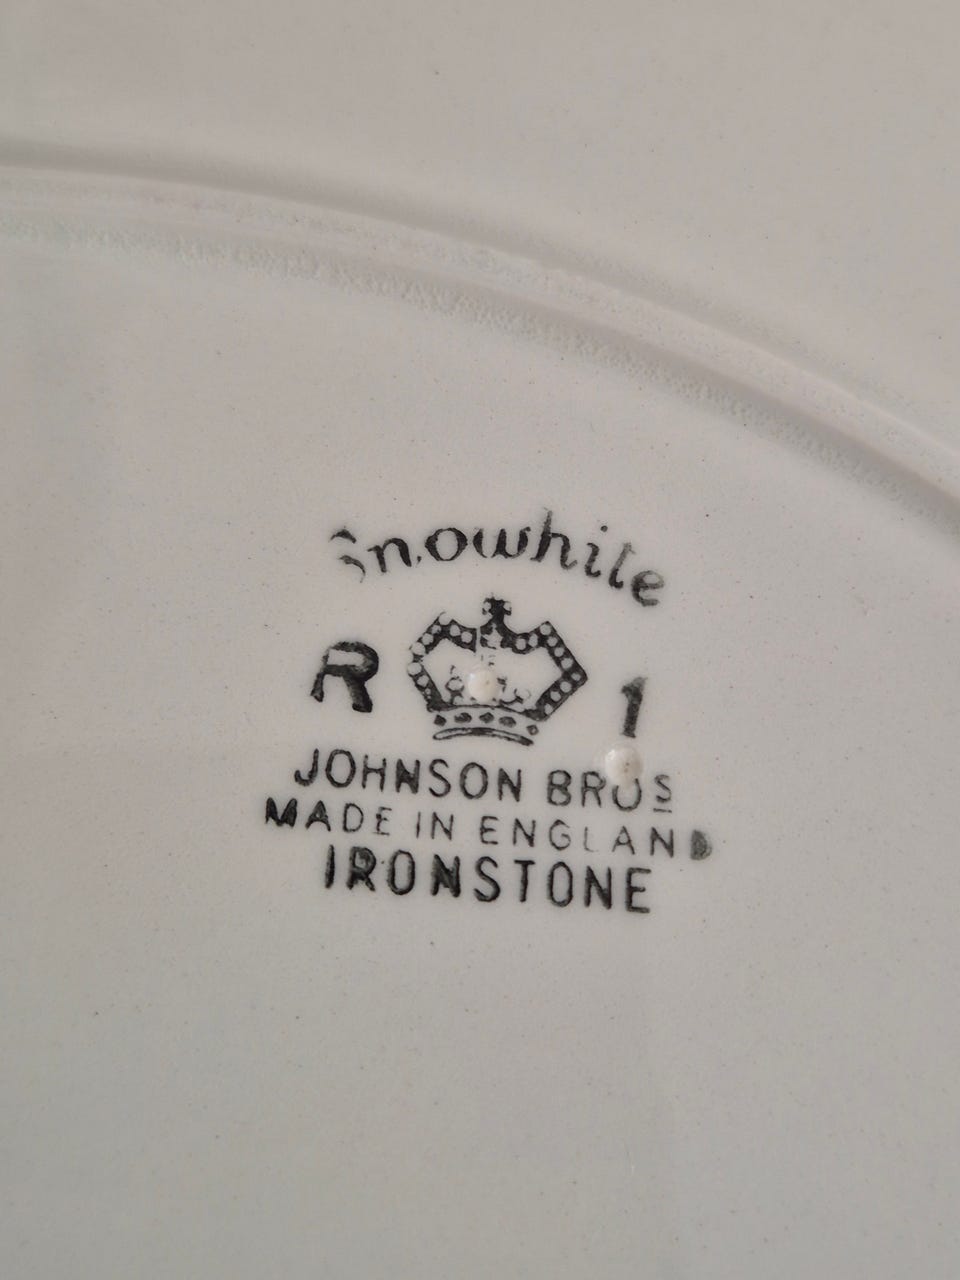 Snowhite
R 1
JOHNSON BROS
MADE IN ENGLAND
IRONSTONE